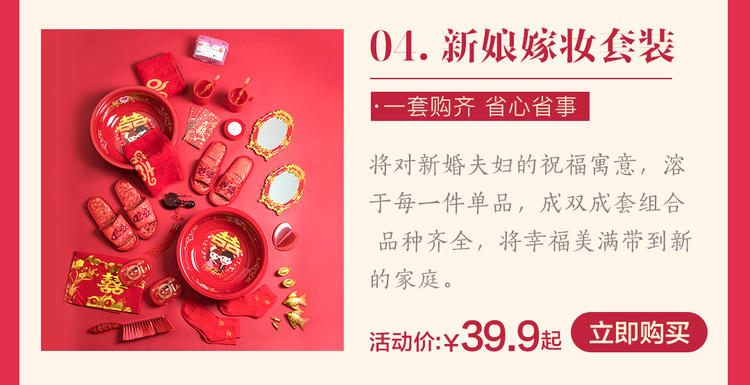 04. 新娘嫁妆套装
·一套购齐 省心省事
将对新婚夫妇的祝福寓意，溶
于每一件单品，成双成套组合
品种齐全，将幸福美满带到新
的家庭。
活动价:¥39.9起
立即购买
囍
囍
囍